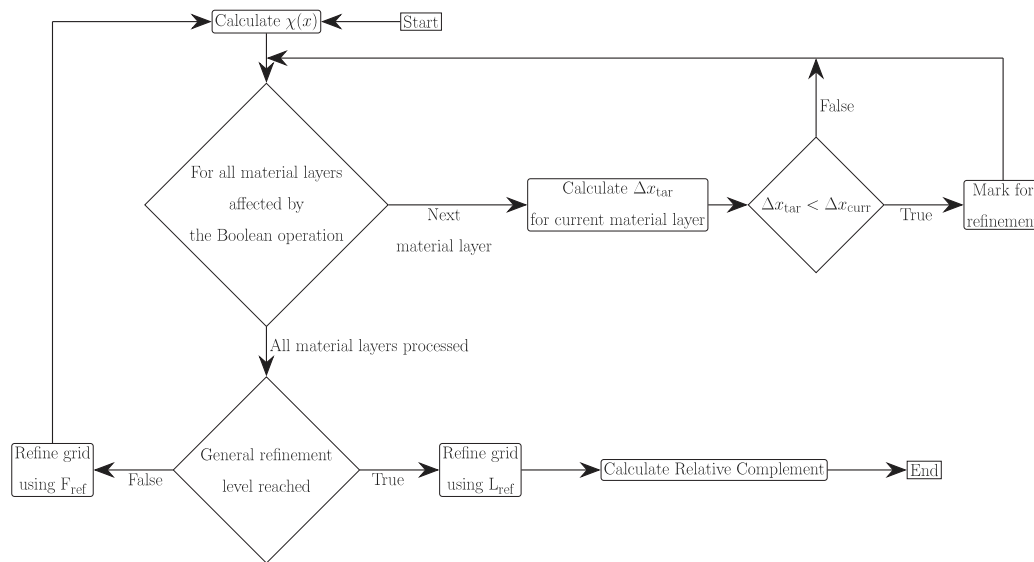 Calculate χ(x)
Start
False
For all material layers
affected by
the Boolean operation
Next
material layer
Calculate Δx_tar
for current material layer
Δx_tar < Δx_curr
True
Mark for
refinement
All material layers processed
General refinement
level reached
False
Refine grid
using F_ref
True
Refine grid
using L_ref
Calculate Relative Complement
End